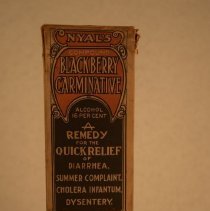 NYAL'S
COMPOUND
BLACKBERRY
CARMINATIVE
ALCOHOL
16 PER CENT
A
REMEDY
FOR THE
QUICK RELIEF
OF
DIARRHEA,
SUMMER COMPLAINT,
CHOLERA INFANTUM,
DYSENTERY,